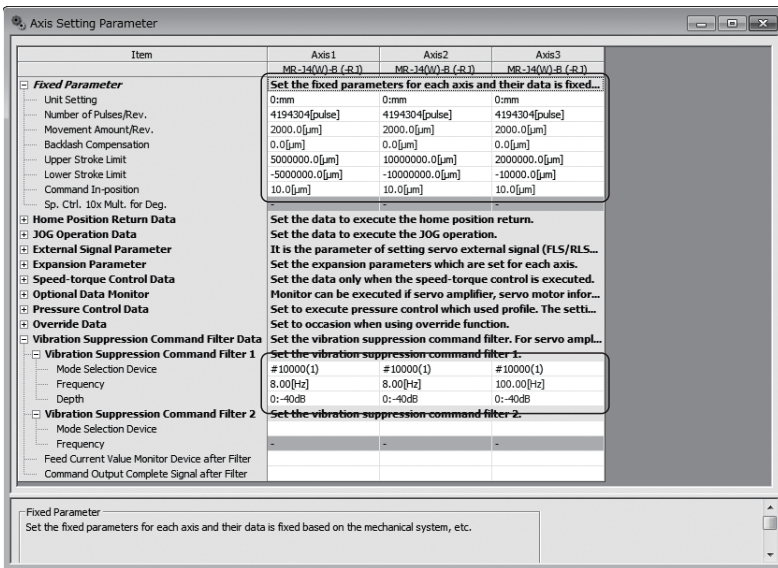 Axis Setting Parameter
Item Axis1 Axis2 Axis3
MR-J4(W)-B (-RJ) MR-J4(W)-B (-RJ) MR-J4(W)-B (-RJ)
Fixed Parameter Set the fixed parameters for each axis and their data is fixed...
Unit Setting 0:mm 0:mm 0:mm
Number of Pulses/Rev. 4194304[pulse] 4194304[pulse] 4194304[pulse]
Movement Amount/Rev. 2000.0[µm] 2000.0[µm] 2000.0[µm]
Backlash Compensation 0.0[µm] 0.0[µm] 0.0[µm]
Upper Stroke Limit 5000000.0[µm] 10000000.0[µm] 2000000.0[µm]
Lower Stroke Limit -5000000.0[µm] -10000000.0[µm] -10000.0[µm]
Command In-position 10.0[µm] 10.0[µm] 10.0[µm]
Sp. Ctrl. 10x Mult. for Deg. - - -
Home Position Return Data Set the data to execute the home position return.
JOG Operation Data Set the data to execute the JOG operation.
External Signal Parameter It is the parameter of setting servo external signal (FLS/RLS...
Expansion Parameter Set the expansion parameters which are set for each axis.
Speed-torque Control Data Set the data only when the speed-torque control is executed.
Optional Data Monitor Monitor can be executed if servo amplifier, servo motor infor...
Pressure Control Data Set to execute pressure control which used profile. The setti...
Override Data Set to occasion when using override function.
Vibration Suppression Command Filter Data Set the vibration suppression command filter. For servo ampl...
Vibration Suppression Command Filter 1 Set the vibration suppression command filter 1.
Mode Selection Device #10000(1) #10000(1) #10000(1)
Frequency 8.00[Hz] 8.00[Hz] 100.00[Hz]
Depth 0:-40dB 0:-40dB 0:-40dB
Vibration Suppression Command Filter 2 Set the vibration suppression command filter 2.
Mode Selection Device
Frequency - - -
Feed Current Value Monitor Device after Filter
Command Output Complete Signal after Filter
Fixed Parameter
Set the fixed parameters for each axis and their data is fixed based on the mechanical system, etc.